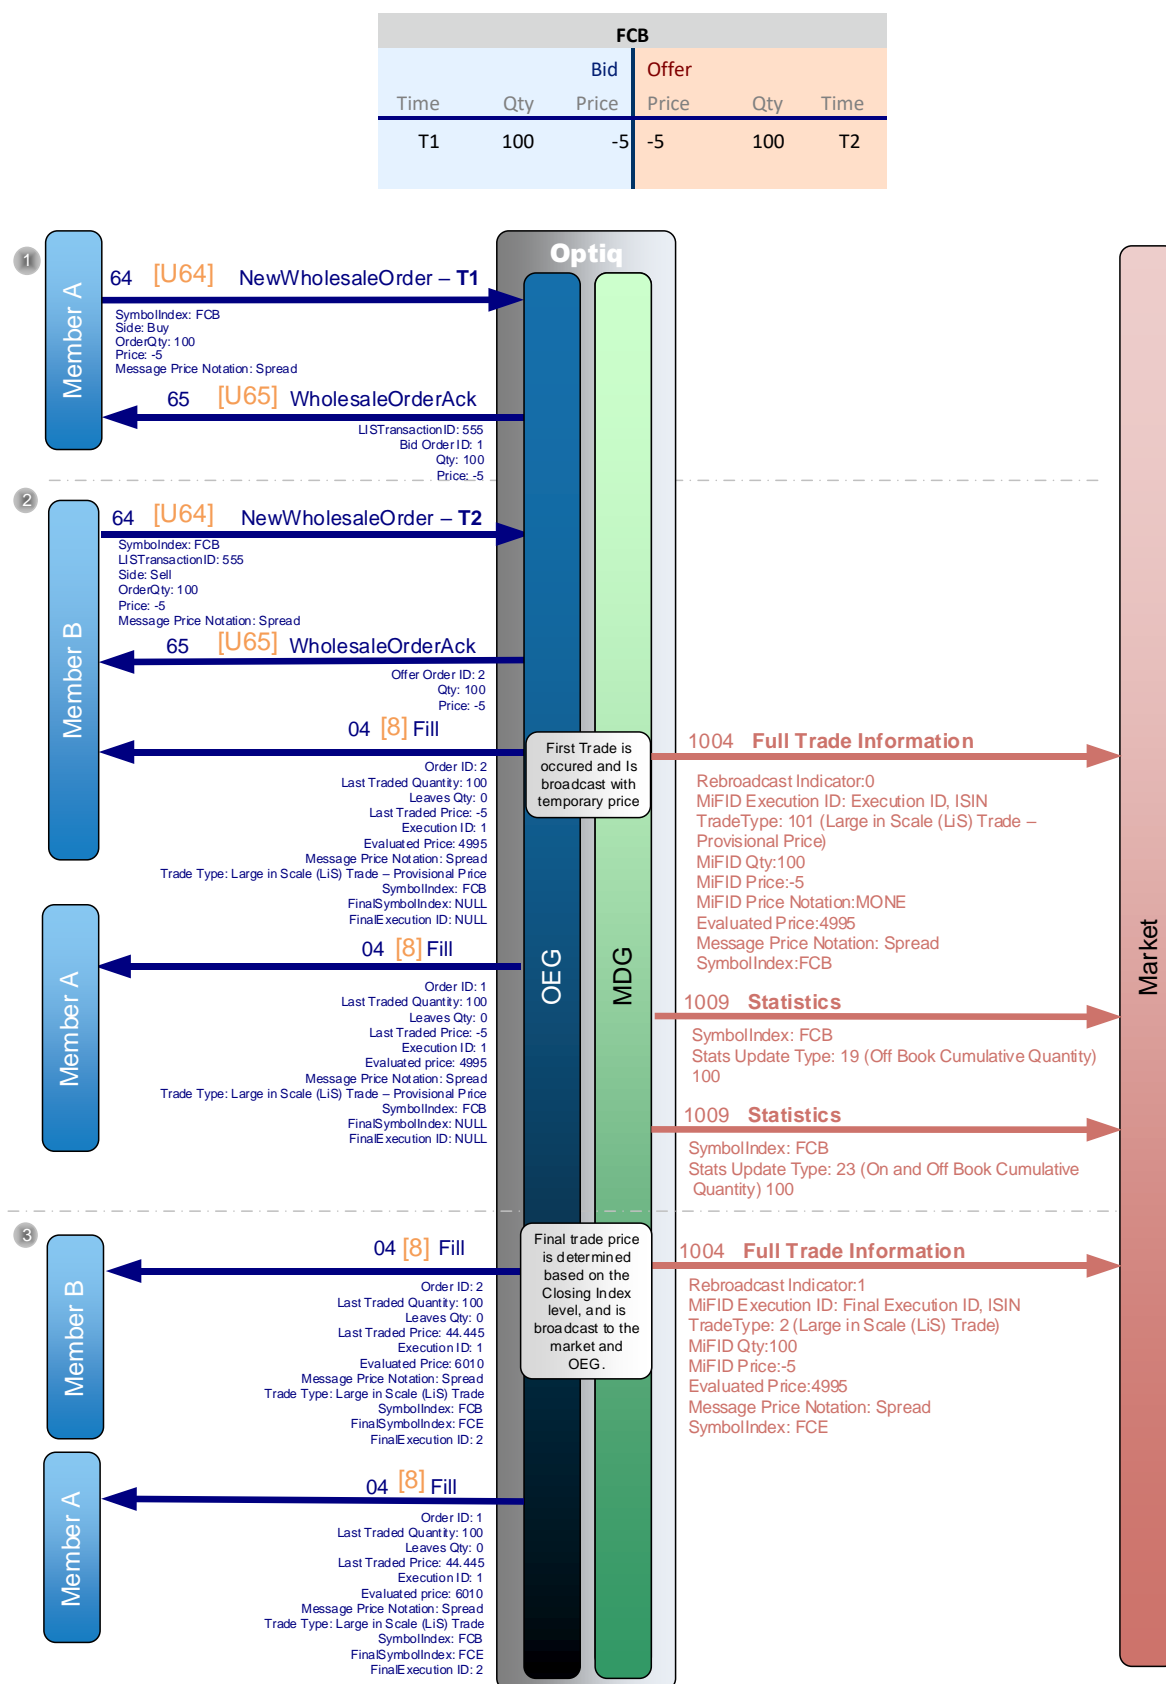 FCB
Bid Offer
Time Qty Price Price Qty Time
T1 100 -5 -5 100 T2
Optiq
1
Member A
64 [U64] NewWholesaleOrder – T1
SymbolIndex: FCB
Side: Buy
OrderQty: 100
Price: -5
Message Price Notation: Spread
65 [U65] WholesaleOrderAck
LISTransactionID: 555
Bid Order ID: 1
Qty: 100
Price: -5
2
Member B
64 [U64] NewWholesaleOrder – T2
SymboIndex: FCB
LISTransactionID: 555
Side: Sell
OrderQty: 100
Price: -5
Message Price Notation: Spread
65 [U65] WholesaleOrderAck
Offer Order ID: 2
Qty: 100
Price: -5
04 [8] Fill
Order ID: 2
Last Traded Quantity: 100
Leaves Qty: 0
Last Traded Price: -5
Execution ID: 1
Evaluated Price: 4995
Message Price Notation: Spread
Trade Type: Large in Scale (LiS) Trade – Provisional Price
SymbolIndex: FCB
FinalSymbolIndex: NULL
FinalExecution ID: NULL
First Trade is
occured and Is
broadcast with
temporary price
1004 Full Trade Information
Rebroadcast Indicator:0
MiFID Execution ID: Execution ID, ISIN
TradeType: 101 (Large in Scale (LiS) Trade –
Provisional Price)
MiFID Qty:100
MiFID Price:-5
MiFID Price Notation:MONE
Evaluated Price:4995
Message Price Notation: Spread
SymbolIndex:FCB
Member A
04 [8] Fill
Order ID: 1
Last Traded Quantity: 100
Leaves Qty: 0
Last Traded Price: -5
Execution ID: 1
Evaluated price: 4995
Message Price Notation: Spread
Trade Type: Large in Scale (LiS) Trade – Provisional Price
SymbolIndex: FCB
FinalSymbolIndex: NULL
FinalExecution ID: NULL
OEG
MDG
Market
1009 Statistics
SymbolIndex: FCB
Stats Update Type: 19 (Off Book Cumulative Quantity)
100
1009 Statistics
SymbolIndex: FCB
Stats Update Type: 23 (On and Off Book Cumulative
Quantity) 100
3
Member B
04 [8] Fill
Order ID: 2
Last Traded Quantity: 100
Leaves Qty: 0
Last Traded Price: 44.445
Execution ID: 1
Evaluated Price: 6010
Message Price Notation: Spread
Trade Type: Large in Scale (LiS) Trade
SymbolIndex: FCB
FinalSymbolIndex: FCE
FinalExecution ID: 2
Final trade price
is determined
based on the
Closing Index
level, and is
broadcast to the
market and
OEG.
1004 Full Trade Information
Rebroadcast Indicator:1
MiFID Execution ID: Final Execution ID, ISIN
TradeType: 2 (Large in Scale (LiS) Trade)
MiFID Qty:100
MiFID Price:-5
Evaluated Price:4995
Message Price Notation: Spread
SymbolIndex: FCE
Member A
04 [8] Fill
Order ID: 1
Last Traded Quantity: 100
Leaves Qty: 0
Last Traded Price: 44.445
Execution ID: 1
Evaluated price: 6010
Message Price Notation: Spread
Trade Type: Large in Scale (LiS) Trade
SymbolIndex: FCB
FinalSymbolIndex: FCE
FinalExecution ID: 2